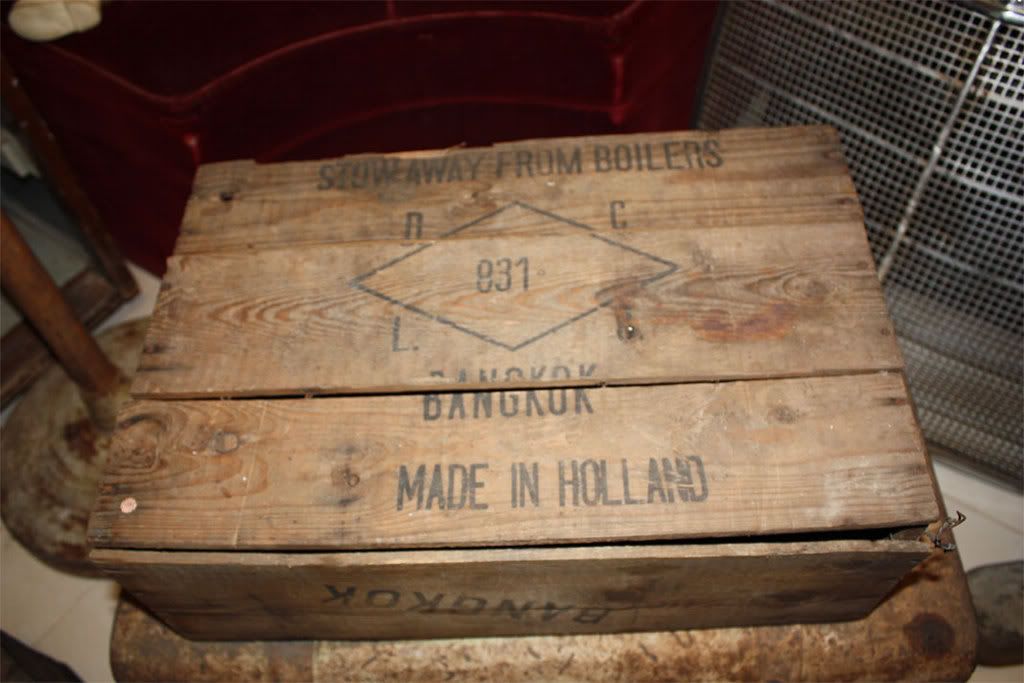 STOW AWAY FROM BOILERS
D C
831
L.
BANGKOK
MADE IN HOLLAND
BANGKOK